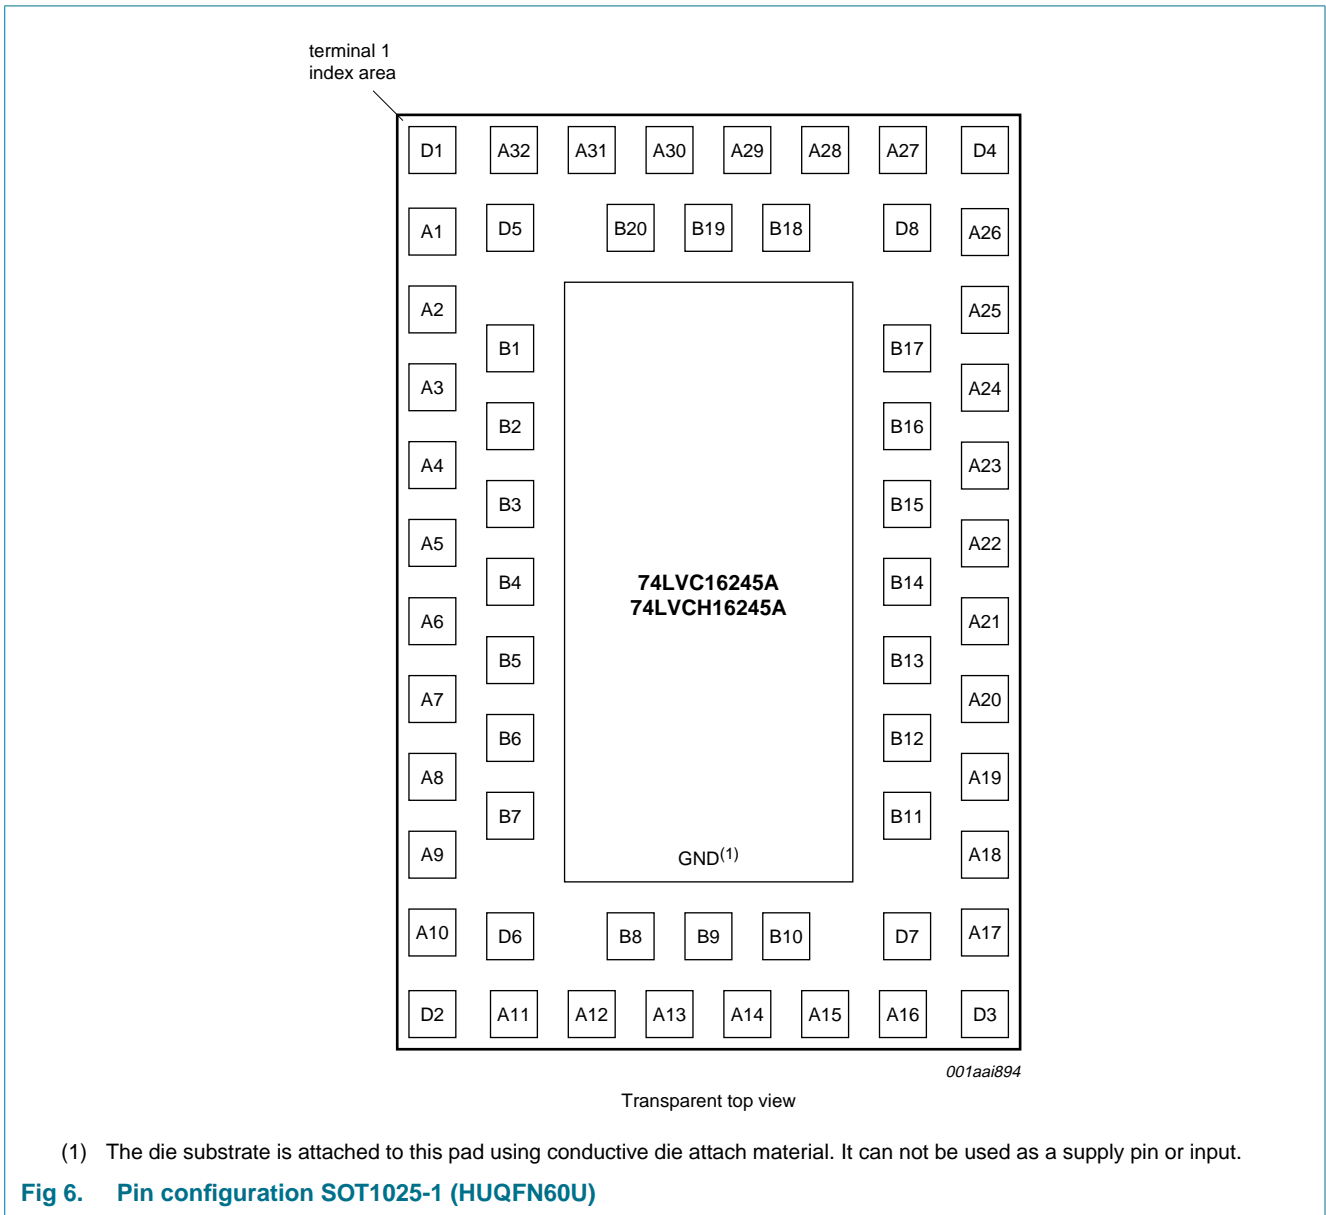 terminal 1
index area
D1 A32 A31 A30 A29 A28 A27 D4
A1 D5 B20 B19 B18 D8 A26
A2 A25
B1 B17
A3 A24
B2 B16
A4 A23
B3 B15
A5 A22
B4 74LVC16245A B14
74LVCH16245A
A6 A21
B5 B13
A7 A20
B6 B12
A8 A19
B7 B11
A9 GND(1) A18
A10 D6 B8 B9 B10 D7 A17
D2 A11 A12 A13 A14 A15 A16 D3
001aai894
Transparent top view
(1) The die substrate is attached to this pad using conductive die attach material. It can not be used as a supply pin or input.
Fig 6. Pin configuration SOT1025-1 (HUQFN60U)